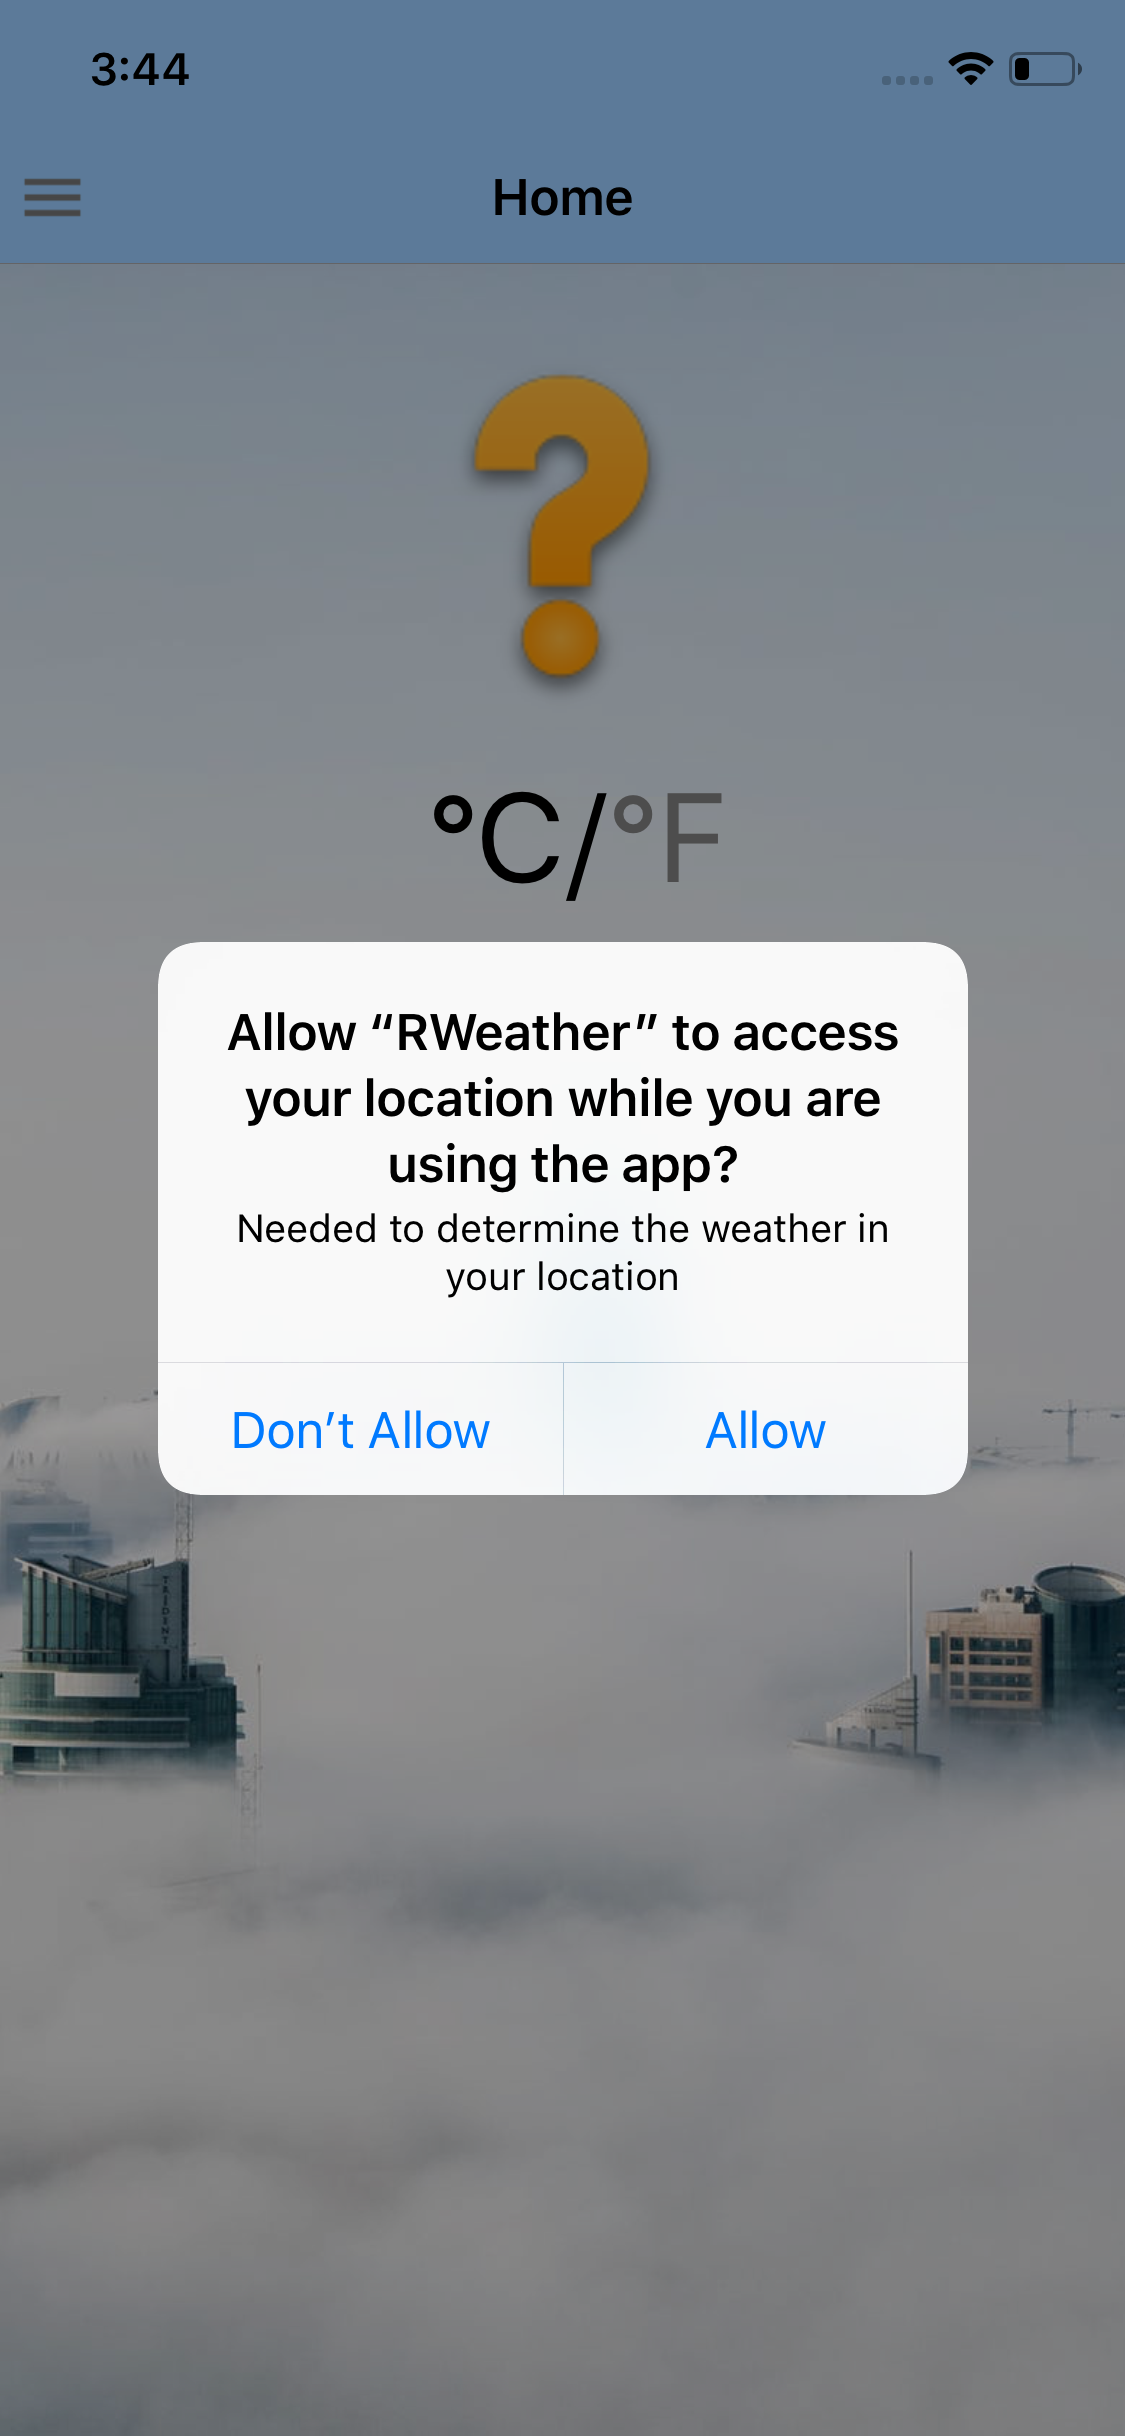 3:44
Home
?
°C/°F
Allow “RWeather” to access
your location while you are
using the app?
Needed to determine the weather in
your location
Don’t Allow
Allow
TRIDENT